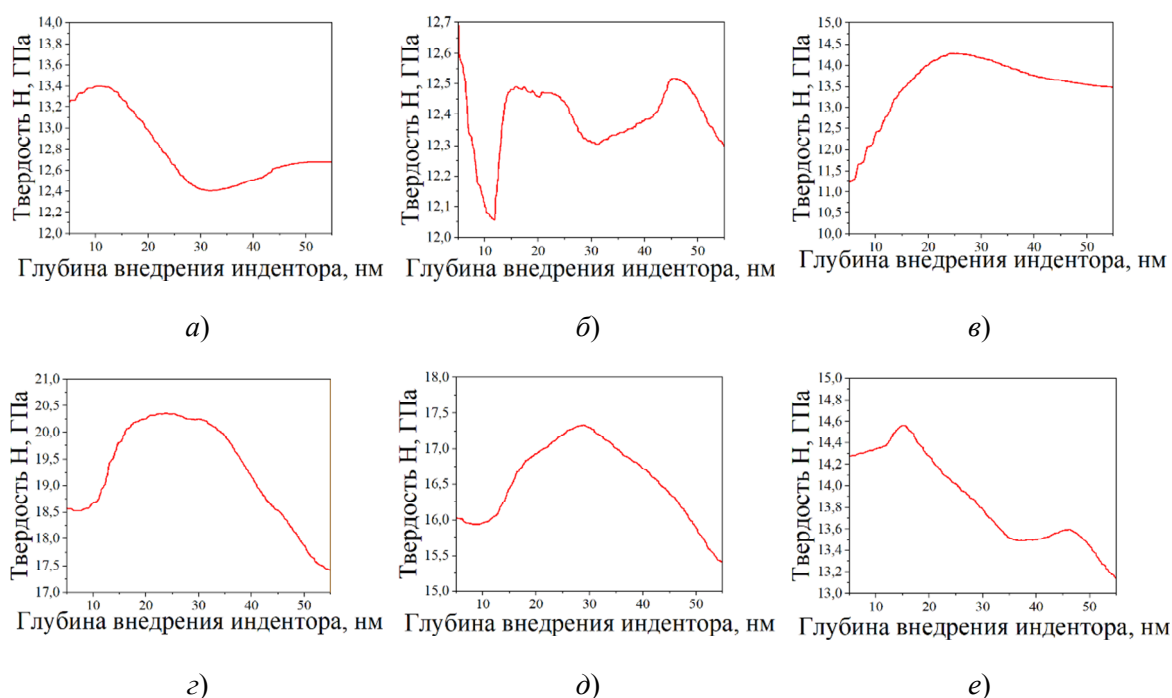 Твердость Н, ГПа
14,0
13,8
13,6
13,4
13,2
13,0
12,8
12,6
12,4
12,2
12,0
10 20 30 40 50
Глубина внедрения индентора, нм
а)
Твердость Н, ГПа
12,7
12,6
12,5
12,4
12,3
12,2
12,1
12,0
10 20 30 40 50
Глубина внедрения индентора, нм
б)
Твердость Н, ГПа
15,0
14,5
14,0
13,5
13,0
12,5
12,0
11,5
11,0
10,5
10,0
10 20 30 40 50
Глубина внедрения индентора, нм
в)
Твердость Н, ГПа
21,0
20,5
20,0
19,5
19,0
18,5
18,0
17,5
17,0
10 20 30 40 50
Глубина внедрения индентора, нм
г)
Твердость Н, ГПа
18,0
17,5
17,0
16,5
16,0
15,5
15,0
10 20 30 40 50
Глубина внедрения индентора, нм
д)
Твердость Н, ГПа
15,0
14,8
14,6
14,4
14,2
14,0
13,8
13,6
13,4
13,2
13,0
10 20 30 40 50
Глубина внедрения индентора, нм
е)